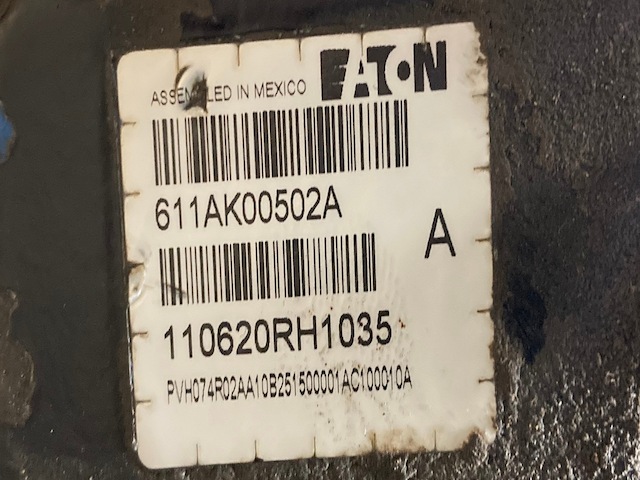 ASSEMBLED IN MEXICO EATON
611AK00502A
A
110620RH1035
PVH074R02AA10B251500001AC100010A